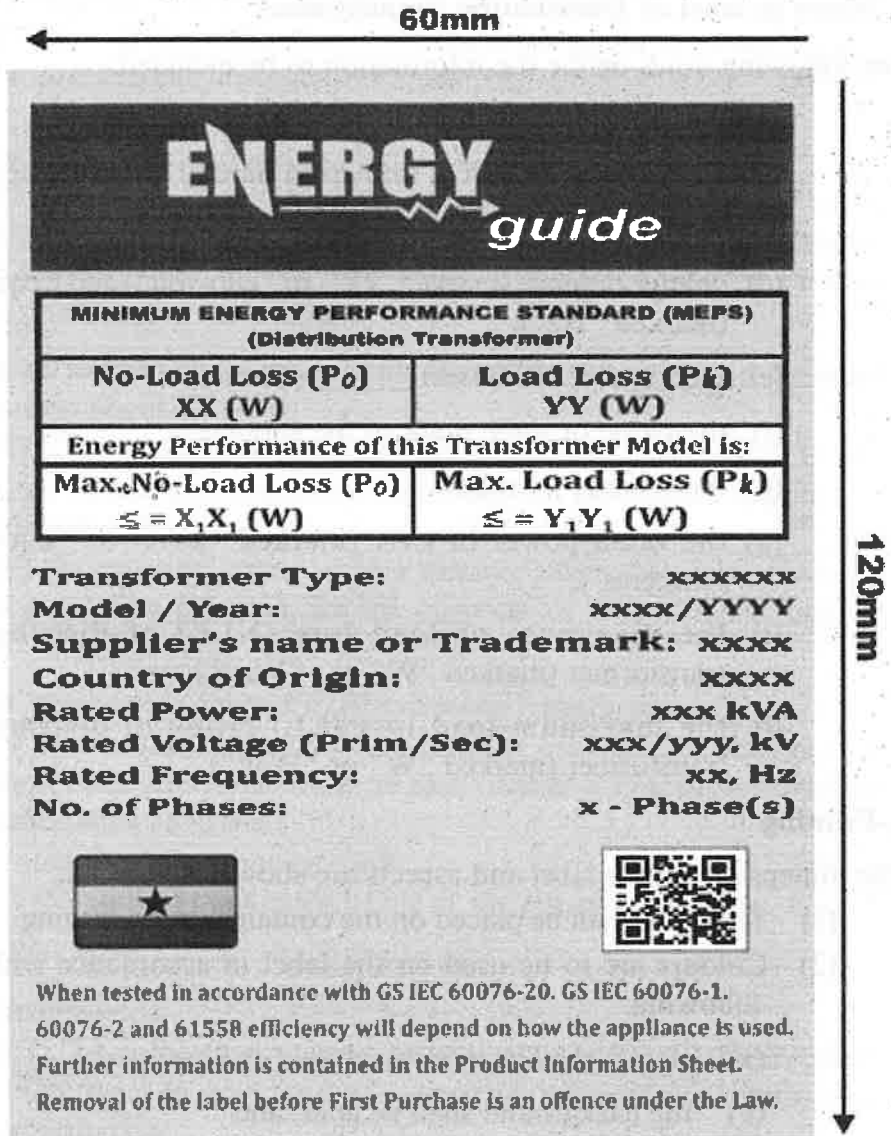 60mm
ENERGY
guide
MINIMUM ENERGY PERFORMANCE STANDARD (MEPS)
(Distribution Transformer)
No-Load Loss (Po) Load Loss (Pk)
XX (W) YY (W)
Energy Performance of this Transformer Model is:
Max. No-Load Loss (Po) Max. Load Loss (Pk)
≤ = X₁X₁ (W) ≤ = Y₁Y₁ (W)
120mm
Transformer Type: xxxxxx
Model / Year: xxxx/YYYY
Supplier's name or Trademark: xxxx
Country of Origin: xxxx
Rated Power: xxx kVA
Rated Voltage (Prim/Sec): xxx/yyy, kV
Rated Frequency: xx, Hz
No. of Phases: x - Phase(s)
When tested in accordance with GS IEC 60076-20. GS IEC 60076-1.
60076-2 and 61558 efficiency will depend on how the appliance is used.
Further information is contained in the Product Information Sheet.
Removal of the label before First Purchase is an offence under the Law.